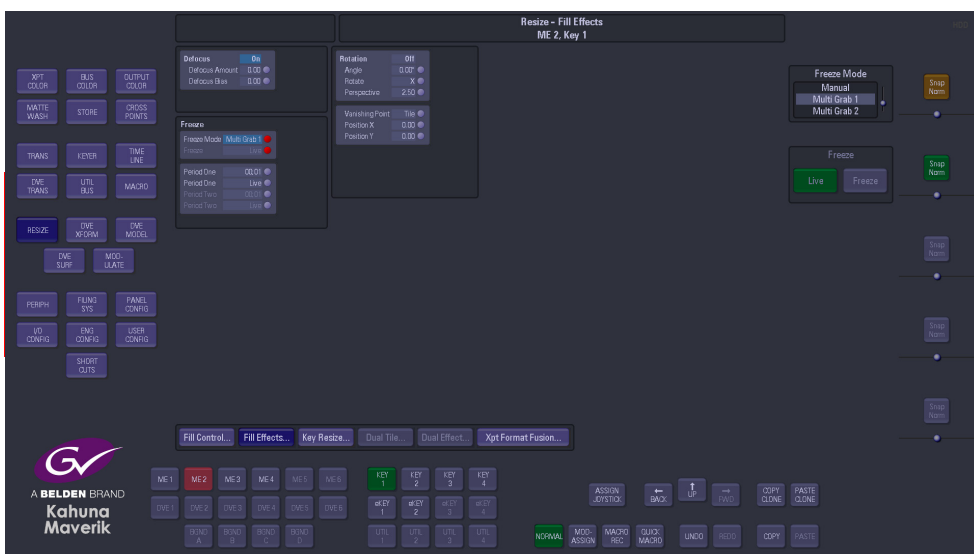 Resize - Fill Effects
ME 2, Key 1
Defocus On
Defocus Amount 0.00
Defocus Bias 0.00
Rotation Off
Angle 0.00°
Rotate X
Perspective 2.50
Vanishing Point Tile
Position X 0.00
Position Y 0.00
Freeze
Freeze Mode Multi Grab 1
Freeze Live
Period One 00;01
Period One Live
Period Two 00;01
Period Two Live
Freeze Mode
Manual
Multi Grab 1
Multi Grab 2
Freeze
Live Freeze
Snap
Norm
Snap
Norm
Snap
Norm
Snap
Norm
Snap
Norm
XPT
COLOR
BUS
COLOR
OUTPUT
COLOR
MATTE
WASH
STORE
CROSS
POINTS
TRANS
KEYER
TIME
LINE
DVE
TRANS
UTIL
BUS
MACRO
RESIZE
DVE
XFORM
DVE
MODEL
DVE
SURF
MOD-
ULATE
PERIPH
FILING
SYS
PANEL
CONFIG
I/O
CONFIG
ENG
CONFIG
USER
CONFIG
SHORT
CUTS
Fill Control... Fill Effects... Key Resize... Dual Tile... Dual Effect... Xpt Format Fusion...
GV
A BELDEN BRAND
Kahuna
Maverik
ME 1 ME 2 ME 3 ME 4 ME 5 ME 6
DVE 1 DVE 2 DVE 3 DVE 4 DVE 5 DVE 6
BGND
A
BGND
B
BGND
C
BGND
D
KEY
1
KEY
2
KEY
3
KEY
4
eKEY
1
eKEY
2
eKEY
3
eKEY
4
UTIL
1
UTIL
2
UTIL
3
UTIL
4
ASSIGN
JOYSTICK
←
BACK
↑
UP
→
FWD
COPY
CLONE
PASTE
CLONE
NORMAL
MOD-
ASSIGN
MACRO
REC
QUICK
MACRO
UNDO
REDO
COPY
PASTE